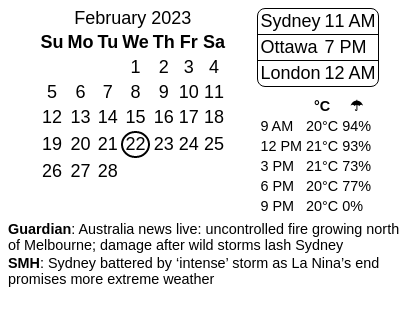 February 2023
Su Mo Tu We Th Fr Sa
1 2 3 4
5 6 7 8 9 10 11
12 13 14 15 16 17 18
19 20 21 22 23 24 25
26 27 28
Sydney 11 AM
Ottawa 7 PM
London 12 AM
°C ☂
9 AM 20°C 94%
12 PM 21°C 93%
3 PM 21°C 73%
6 PM 20°C 77%
9 PM 20°C 0%
Guardian: Australia news live: uncontrolled fire growing north
of Melbourne; damage after wild storms lash Sydney
SMH: Sydney battered by ‘intense’ storm as La Nina’s end
promises more extreme weather